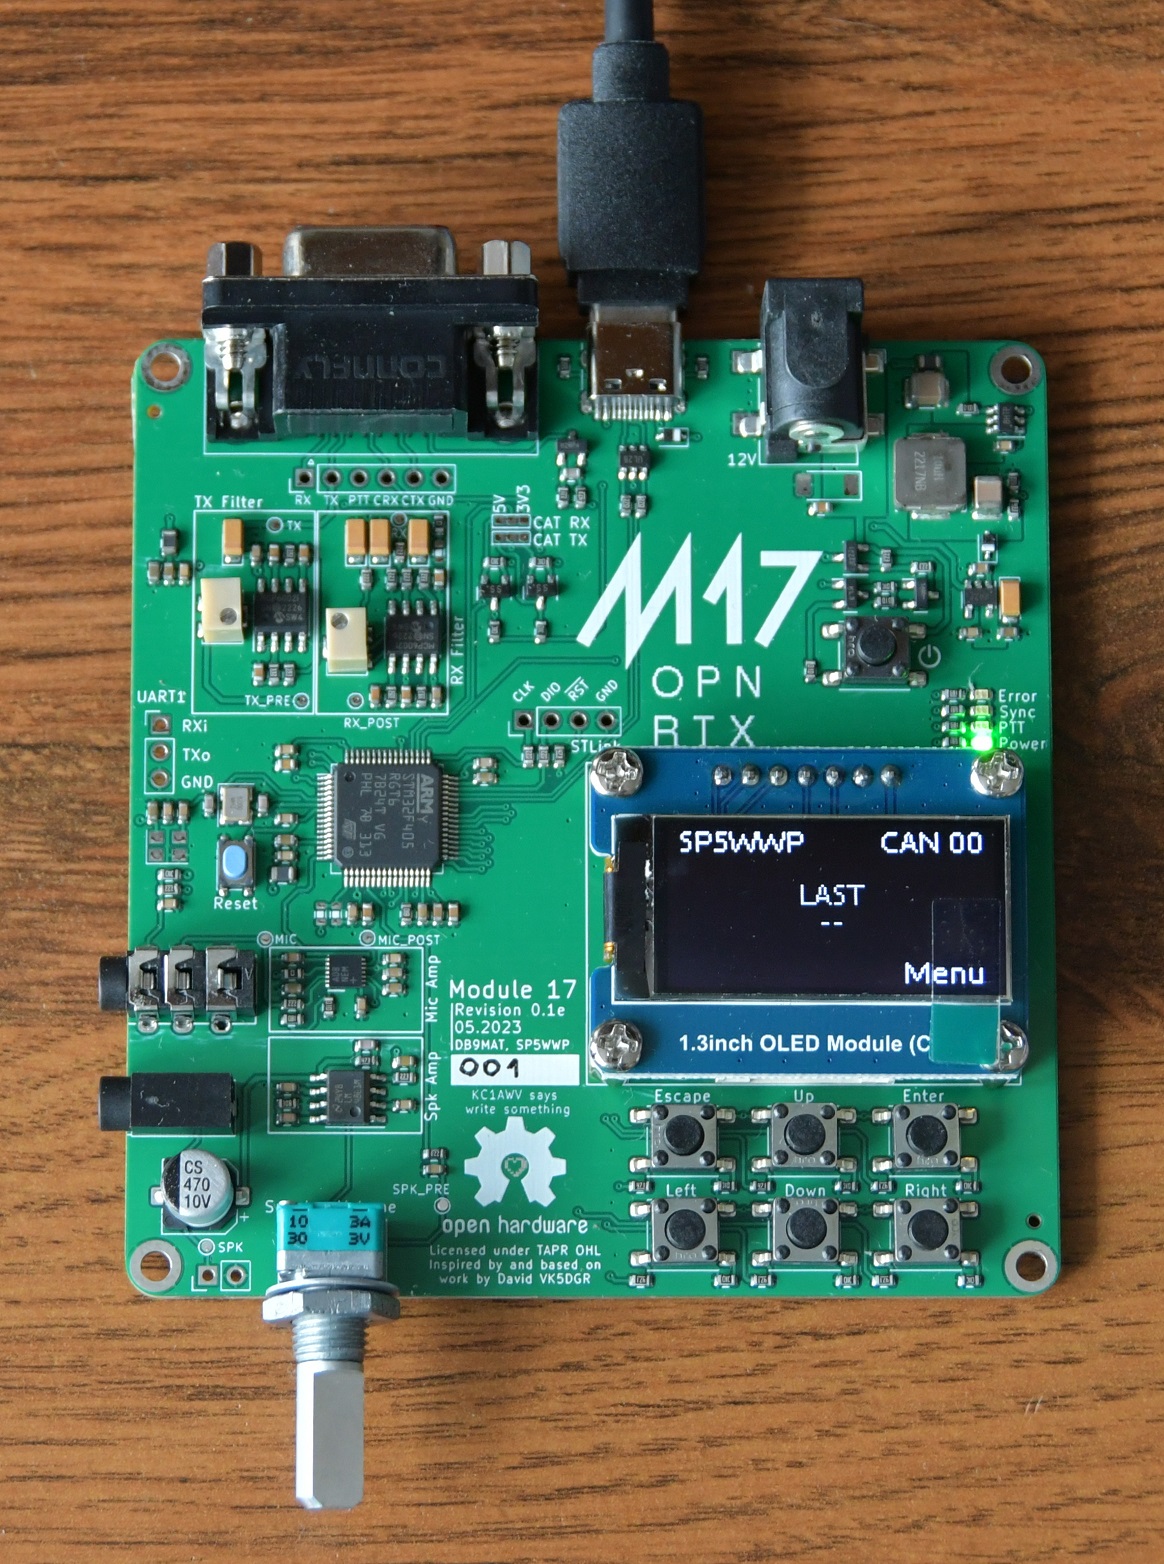 CONNFLY
12V
RX TX PTT CRX CTX GND
TX Filter
TX
5V
3V3
CAT RX
CAT TX
M17
OPN
RTX
RX Filter
TX_PRE
RX_POST
UART1
RXi
TXo
GND
CLK
DIO
RST
GND
STLin
Error
Sync
PTT
Power
ARM
STM32F405
RGT6
Reset
SP5WWP
CAN 00
LAST
--
Menu
1.3inch OLED Module (C
MIC
MIC_POST
Mic Amp
Module 17
Revision 0.1e
05.2023
DB9MAT, SP5WWP
001
KC1AWV says
write something
Spk Amp
Escape
Up
Enter
Left
Down
Right
CS
470
10V
SPK_PRE
SPK
10 3A
30 3V
open hardware
Licensed under TAPR OHL
Inspired by and based on
work by David VK5DGR